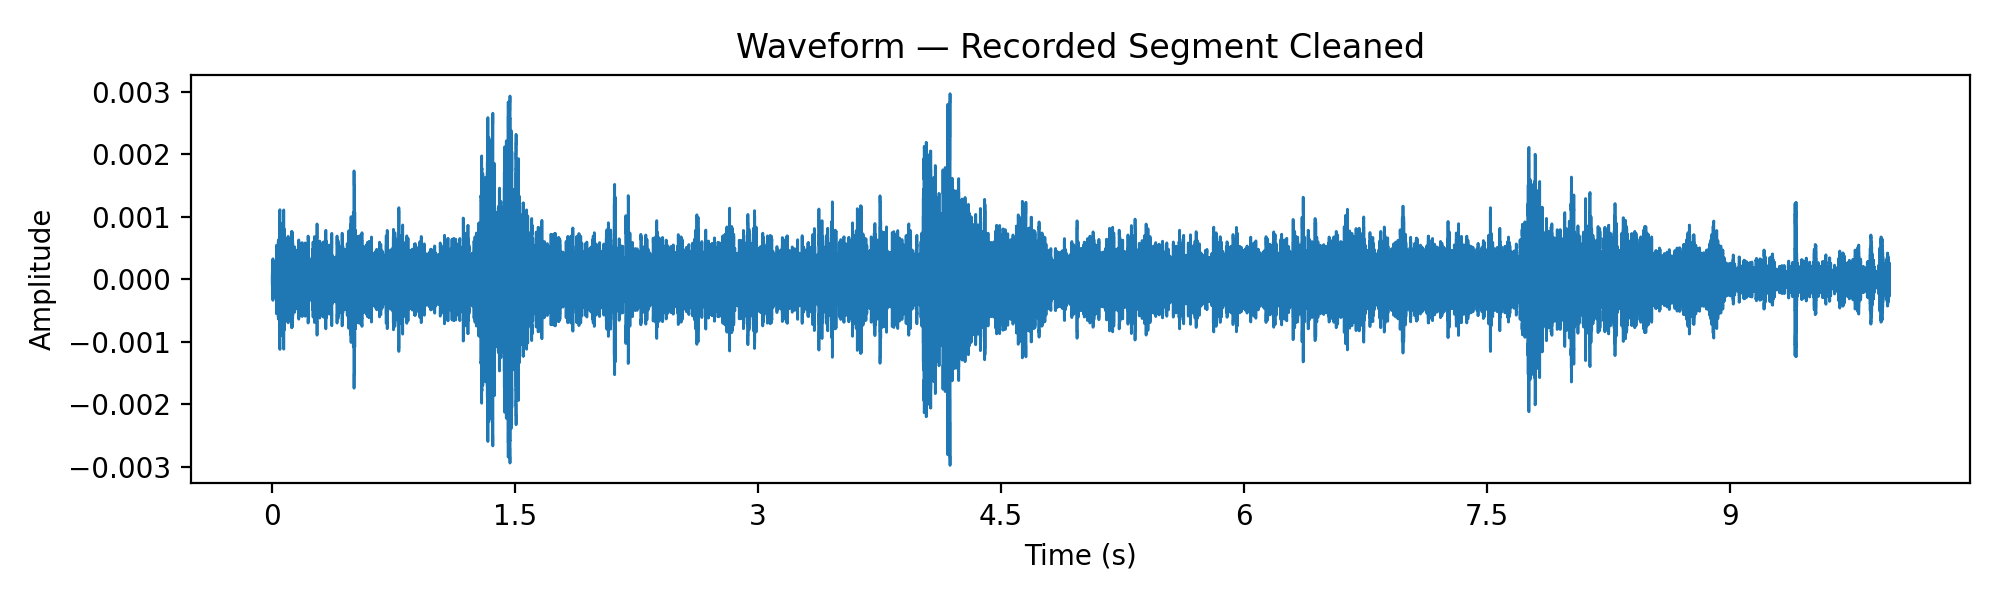 Waveform — Recorded Segment Cleaned
Amplitude
0.003
0.002
0.001
0.000
−0.001
−0.002
−0.003
0 1.5 3 4.5 6 7.5 9
Time (s)